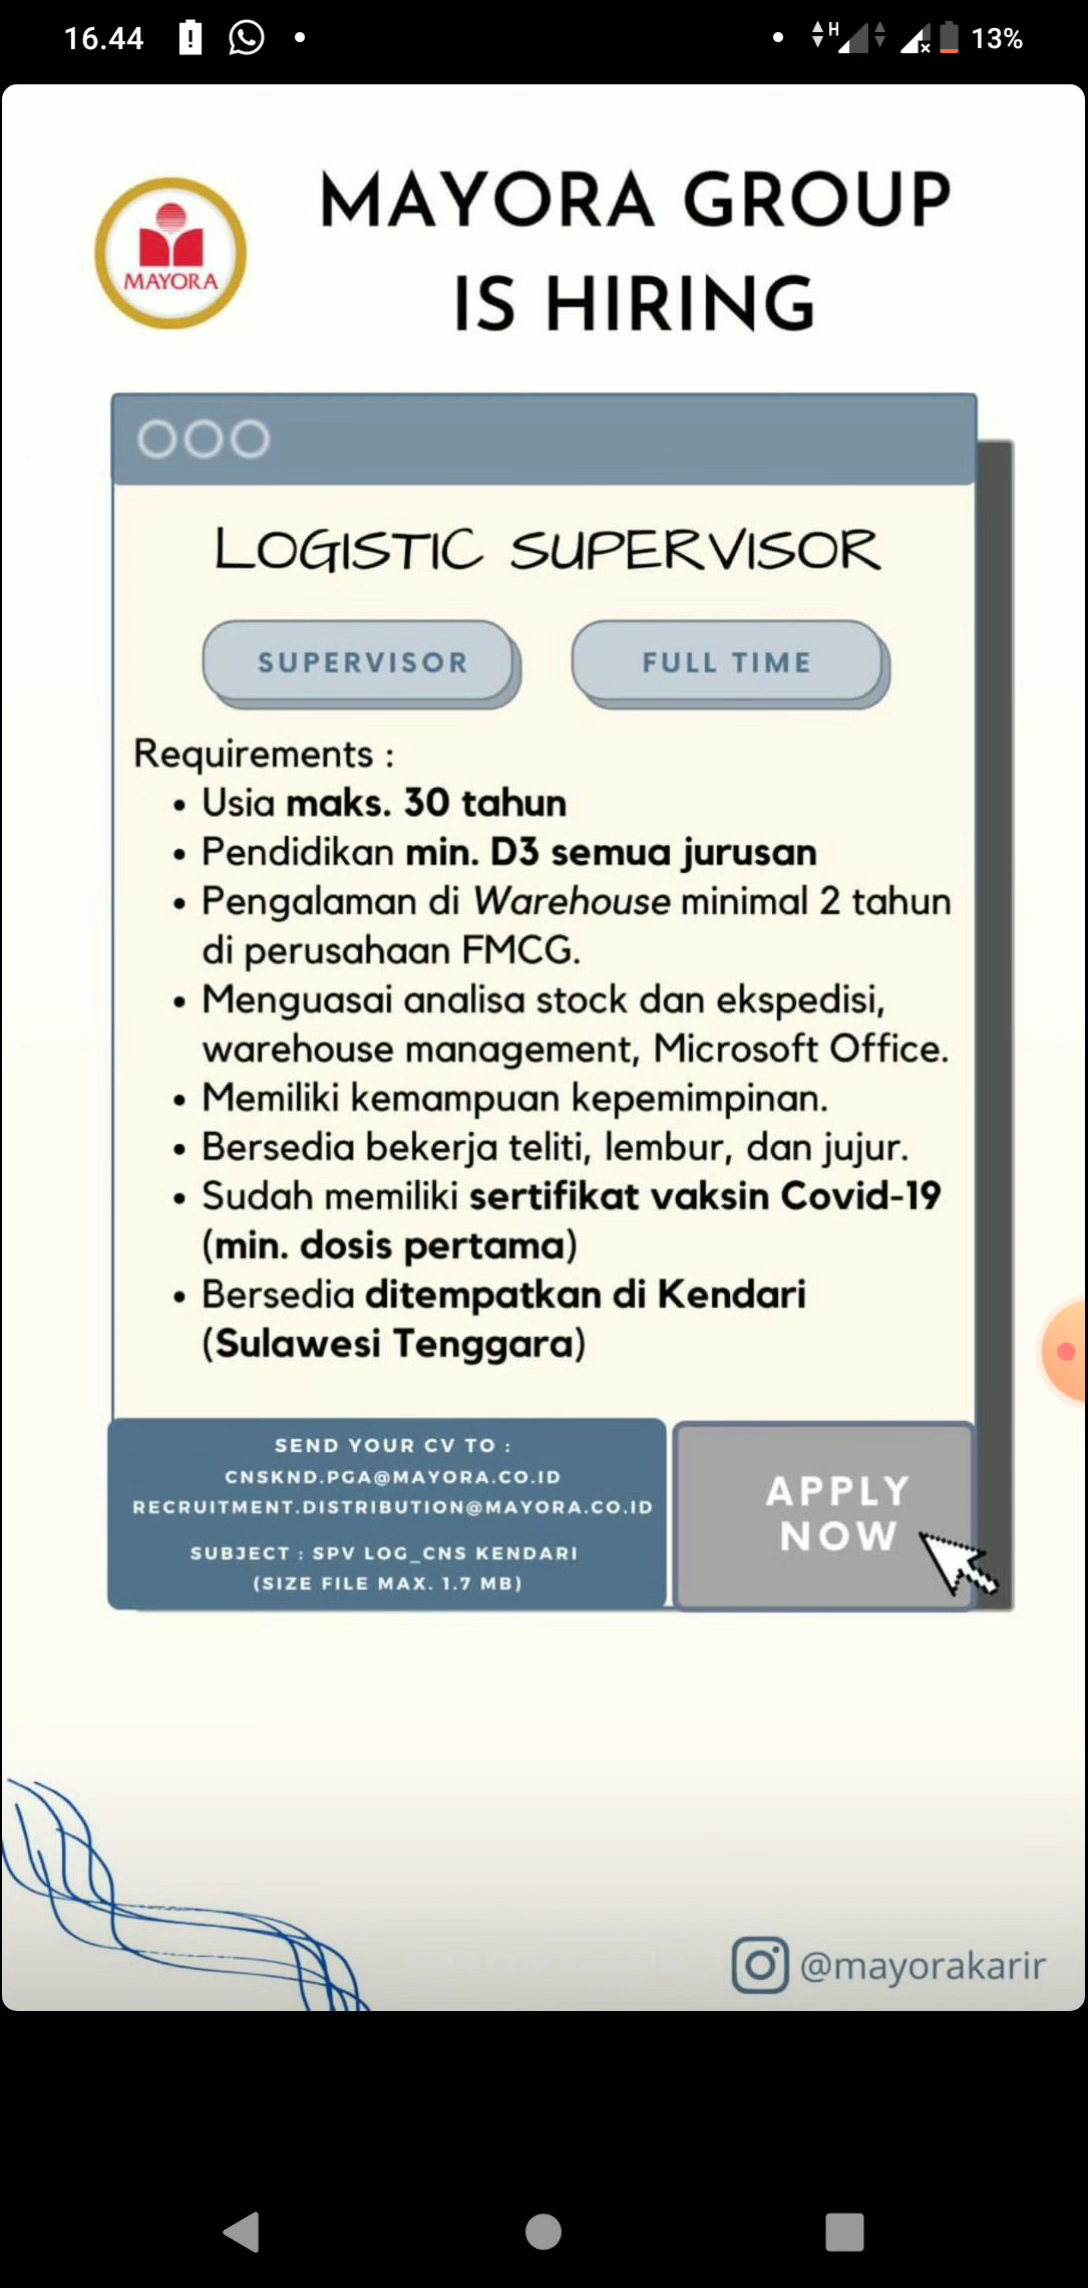 16.44
H
13%
MAYORA
MAYORA GROUP
IS HIRING
LOGISTIC SUPERVISOR
SUPERVISOR
FULL TIME
Requirements :
• Usia maks. 30 tahun
• Pendidikan min. D3 semua jurusan
• Pengalaman di Warehouse minimal 2 tahun
di perusahaan FMCG.
• Menguasai analisa stock dan ekspedisi,
warehouse management, Microsoft Office.
• Memiliki kemampuan kepemimpinan.
• Bersedia bekerja teliti, lembur, dan jujur.
• Sudah memiliki sertifikat vaksin Covid-19
(min. dosis pertama)
• Bersedia ditempatkan di Kendari
(Sulawesi Tenggara)
SEND YOUR CV TO :
CNSKND.PGA@MAYORA.CO.ID
RECRUITMENT.DISTRIBUTION@MAYORA.CO.ID
SUBJECT : SPV LOG_CNS KENDARI
(SIZE FILE MAX. 1.7 MB)
APPLY
NOW
@mayorakarir